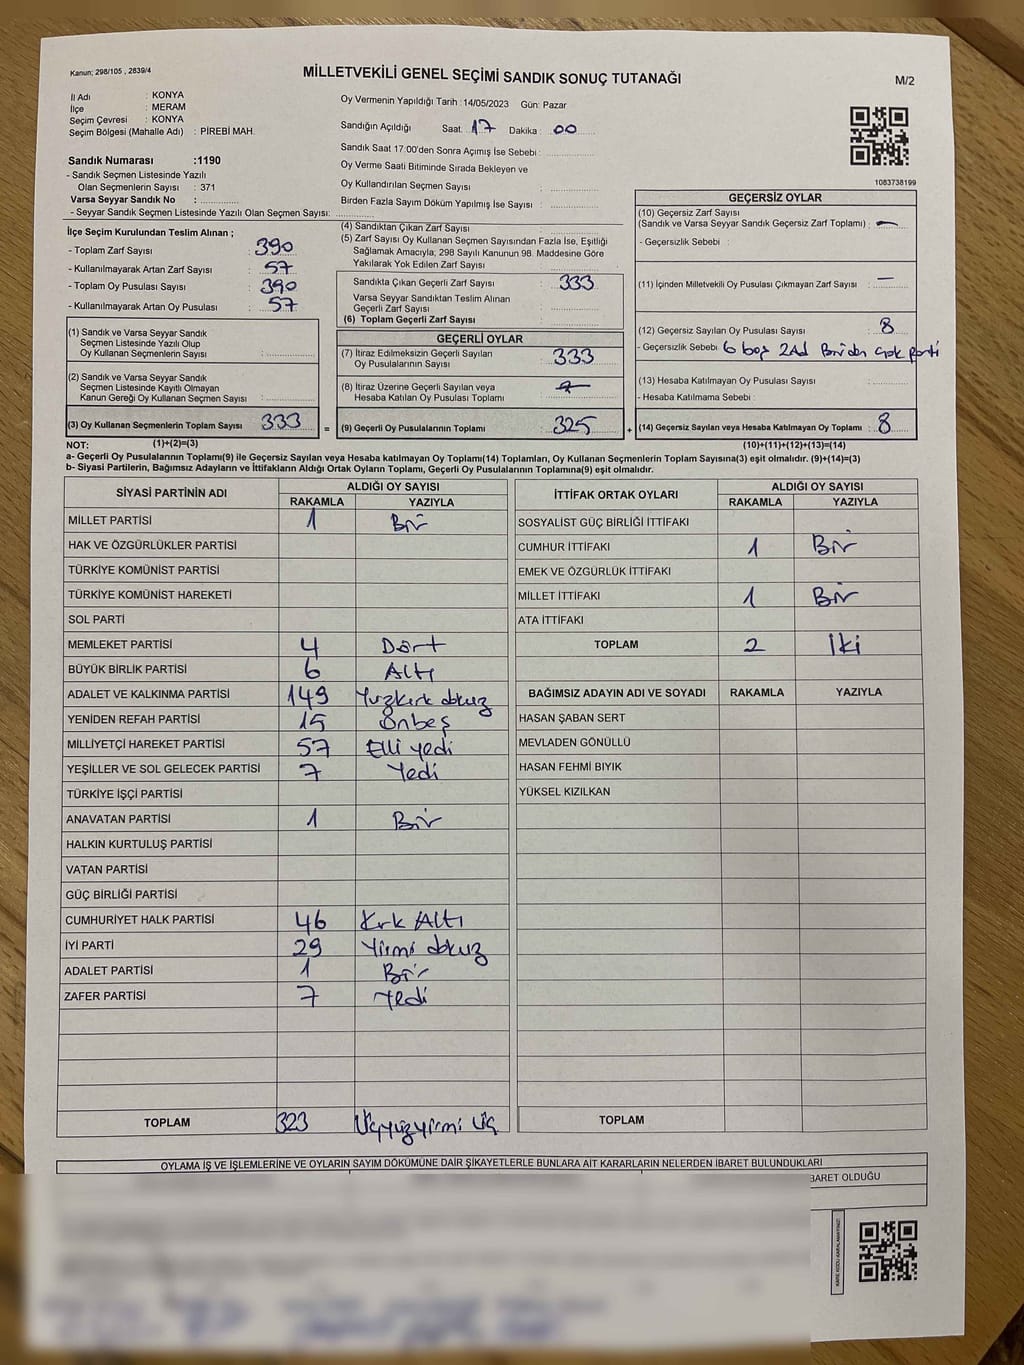 Kanun; 298/105 , 2839/4
MİLLETVEKİLİ GENEL SEÇİMİ SANDIK SONUÇ TUTANAĞI
M/2
İl Adı : KONYA
İlçe : MERAM
Seçim Çevresi : KONYA
Seçim Bölgesi (Mahalle Adı) : PİREBİ MAH.
Oy Vermenin Yapıldığı Tarih : 14/05/2023 Gün: Pazar
Sandığın Açıldığı Saat: 17 Dakika : 00
Sandık Saat 17:00'den Sonra Açımış İse Sebebi :
Oy Verme Saati Bitiminde Sırada Bekleyen ve
Oy Kullandırılan Seçmen Sayısı :
Birden Fazla Sayım Döküm Yapılmış İse Sayısı :
Sandık Numarası :1190
- Sandık Seçmen Listesinde Yazılı
Olan Seçmenlerin Sayısı : 371
Varsa Seyyar Sandık No :
- Seyyar Sandık Seçmen Listesinde Yazılı Olan Seçmen Sayısı:
1083738199
İlçe Seçim Kurulundan Teslim Alınan ;
- Toplam Zarf Sayısı : 390
- Kullanılmayarak Artan Zarf Sayısı : 57
- Toplam Oy Pusulası Sayısı : 390
- Kullanılmayarak Artan Oy Pusulası : 57
(1) Sandık ve Varsa Seyyar Sandık
Seçmen Listesinde Yazılı Olup
Oy Kullanan Seçmenlerin Sayısı :
(2) Sandık ve Varsa Seyyar Sandık
Seçmen Listesinde Kayıtlı Olmayan
Kanun Gereği Oy Kullanan Seçmen Sayısı :
(3) Oy Kullanan Seçmenlerin Toplam Sayısı : 333
(4) Sandıktan Çıkan Zarf Sayısı :
(5) Zarf Sayısı Oy Kullanan Seçmen Sayısından Fazla İse, Eşitliği
Sağlamak Amacıyla; 298 Sayılı Kanunun 98. Maddesine Göre
Yakılarak Yok Edilen Zarf Sayısı :
Sandıkta Çıkan Geçerli Zarf Sayısı : 333
Varsa Seyyar Sandıktan Teslim Alınan
Geçerli Zarf Sayısı :
(6) Toplam Geçerli Zarf Sayısı :
GEÇERLİ OYLAR
(7) İtiraz Edilmeksizin Geçerli Sayılan
Oy Pusulalarının Sayısı : 333
(8) İtiraz Üzerine Geçerli Sayılan veya
Hesaba Katılan Oy Pusulası Toplamı :
= (9) Geçerli Oy Pusulalarının Toplamı : 325 +
GEÇERSİZ OYLAR
(10) Geçersiz Zarf Sayısı
(Sandık ve Varsa Seyyar Sandık Geçersiz Zarf Toplamı) : —
- Geçersizlik Sebebi :
(11) İçinden Milletvekili Oy Pusulası Çıkmayan Zarf Sayısı : —
(12) Geçersiz Sayılan Oy Pusulası Sayısı : 8
- Geçersizlik Sebebi : 6 boş 2 Ad Birden çok parti
(13) Hesaba Katılmayan Oy Pusulası Sayısı :
- Hesaba Katılmama Sebebi :
(14) Geçersiz Sayılan veya Hesaba Katılmayan Oy Toplamı : 8
NOT: (1)+(2)=(3) (10)+(11)+(12)+(13)=(14)
a- Geçerli Oy Pusulalarının Toplamı(9) ile Geçersiz Sayılan veya Hesaba katılmayan Oy Toplamı(14) Toplamları, Oy Kullanan Seçmenlerin Toplam Sayısına(3) eşit olmalıdır. (9)+(14)=(3)
b- Siyasi Partilerin, Bağımsız Adayların ve İttifakların Aldığı Ortak Oyların Toplamı, Geçerli Oy Pusulalarının Toplamına(9) eşit olmalıdır.
SİYASİ PARTİNİN ADI ALDIĞI OY SAYISI
RAKAMLA YAZIYLA
MİLLET PARTİSİ 1 Bir
HAK VE ÖZGÜRLÜKLER PARTİSİ
TÜRKİYE KOMÜNİST PARTİSİ
TÜRKİYE KOMÜNİST HAREKETİ
SOL PARTİ
MEMLEKET PARTİSİ 4 Dört
BÜYÜK BİRLİK PARTİSİ 6 Altı
ADALET VE KALKINMA PARTİSİ 149 Yüzkırk dokuz
YENİDEN REFAH PARTİSİ 15 Onbeş
MİLLİYETÇİ HAREKET PARTİSİ 57 Elli yedi
YEŞİLLER VE SOL GELECEK PARTİSİ 7 Yedi
TÜRKİYE İŞÇİ PARTİSİ
ANAVATAN PARTİSİ 1 Bir
HALKIN KURTULUŞ PARTİSİ
VATAN PARTİSİ
GÜÇ BİRLİĞİ PARTİSİ
CUMHURİYET HALK PARTİSİ 46 Kırk Altı
İYİ PARTİ 29 Yirmi dokuz
ADALET PARTİSİ 1 Bir
ZAFER PARTİSİ 7 Yedi
TOPLAM 323 Üçyüzyirmi üç
İTTİFAK ORTAK OYLARI ALDIĞI OY SAYISI
RAKAMLA YAZIYLA
SOSYALİST GÜÇ BİRLİĞİ İTTİFAKI
CUMHUR İTTİFAKI 1 Bir
EMEK VE ÖZGÜRLÜK İTTİFAKI
MİLLET İTTİFAKI 1 Bir
ATA İTTİFAKI
TOPLAM 2 İki
BAĞIMSIZ ADAYIN ADI VE SOYADI RAKAMLA YAZIYLA
HASAN ŞABAN SERT
MEVLADEN GÖNÜLLÜ
HASAN FEHMİ BIYIK
YÜKSEL KIZILKAN
TOPLAM
OYLAMA İŞ VE İŞLEMLERİNE VE OYLARIN SAYIM DÖKÜMÜNE DAİR ŞİKAYETLERLE BUNLARA AİT KARARLARIN NELERDEN İBARET BULUNDUKLARI
BARET OLDUĞU
KARE KODU KARALAMAYINIZ!